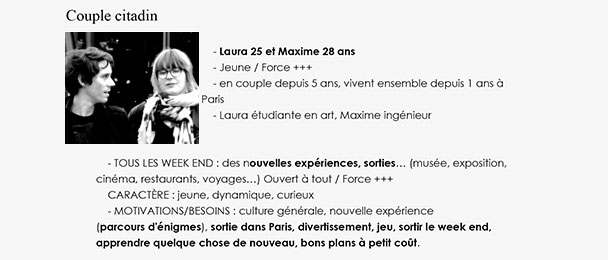 Couple citadin
- Laura 25 et Maxime 28 ans
- Jeune / Force +++
- en couple depuis 5 ans, vivent ensemble depuis 1 ans à
Paris
- Laura étudiante en art, Maxime ingénieur
- TOUS LES WEEK END : des nouvelles expériences, sorties… (musée, exposition,
cinéma, restaurants, voyages…) Ouvert à tout / Force +++
CARACTÈRE : jeune, dynamique, curieux
- MOTIVATIONS/BESOINS : culture générale, nouvelle expérience
(parcours d'énigmes), sortie dans Paris, divertissement, jeu, sortir le week end,
apprendre quelque chose de nouveau, bons plans à petit coût.